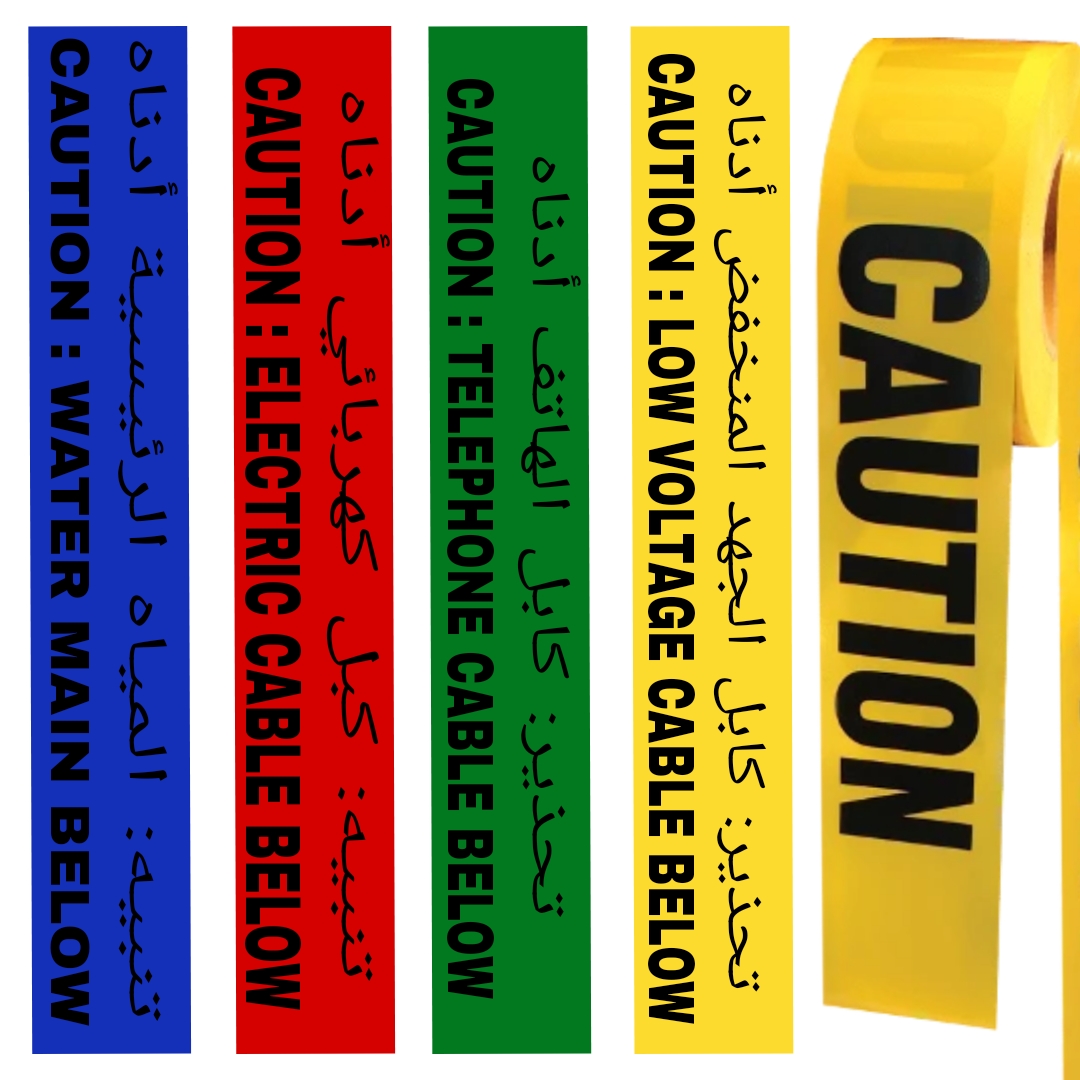 CAUTION : WATER MAIN BELOW
تنبيه: المياه الرئيسية أدناه
CAUTION : ELECTRIC CABLE BELOW
تنبيه: كبل كهربائي أدناه
CAUTION : TELEPHONE CABLE BELOW
تحذير: كابل الهاتف أدناه
CAUTION : LOW VOLTAGE CABLE BELOW
تحذير: كابل الجهد المنخفض أدناه
CAUTION